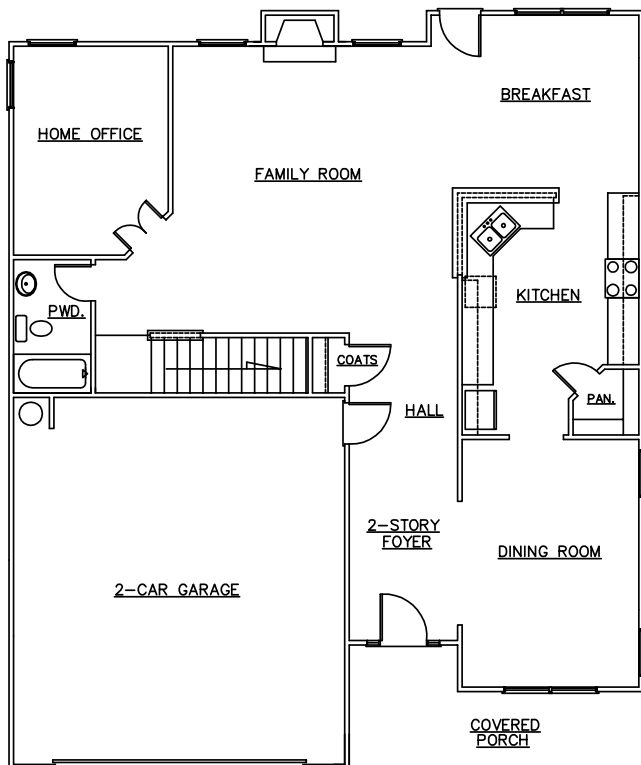 BREAKFAST
HOME OFFICE
FAMILY ROOM
KITCHEN
PWD.
COATS
PAN.
HALL
2-STORY
FOYER
DINING ROOM
2-CAR GARAGE
COVERED
PORCH